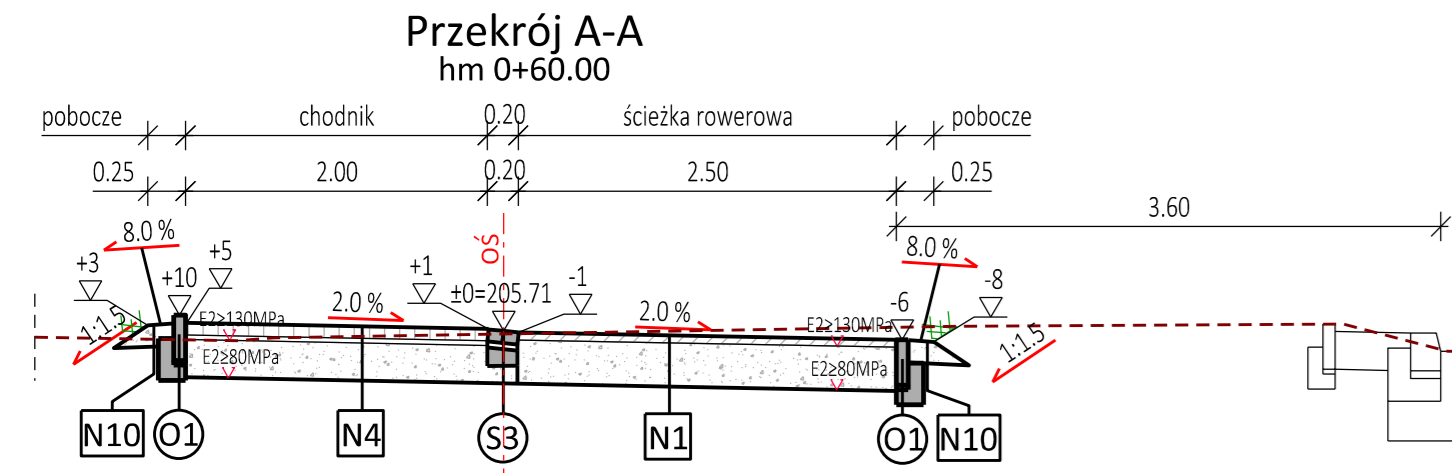 Przekrój A-A
hm 0+60.00
pobocze chodnik 0.20 ścieżka rowerowa pobocze
0.25 2.00 0.20 2.50 0.25
3.60
8.0 % oś 8.0 %
+3 +10 +5 +1 ±0=205.71 -1 -6 -8
2.0 % 2.0 %
1:1.5 E2≥130MPa E2≥130MPa 1:1.5
E2≥80MPa E2≥80MPa
N10 O1 N4 S3 N1 O1 N10